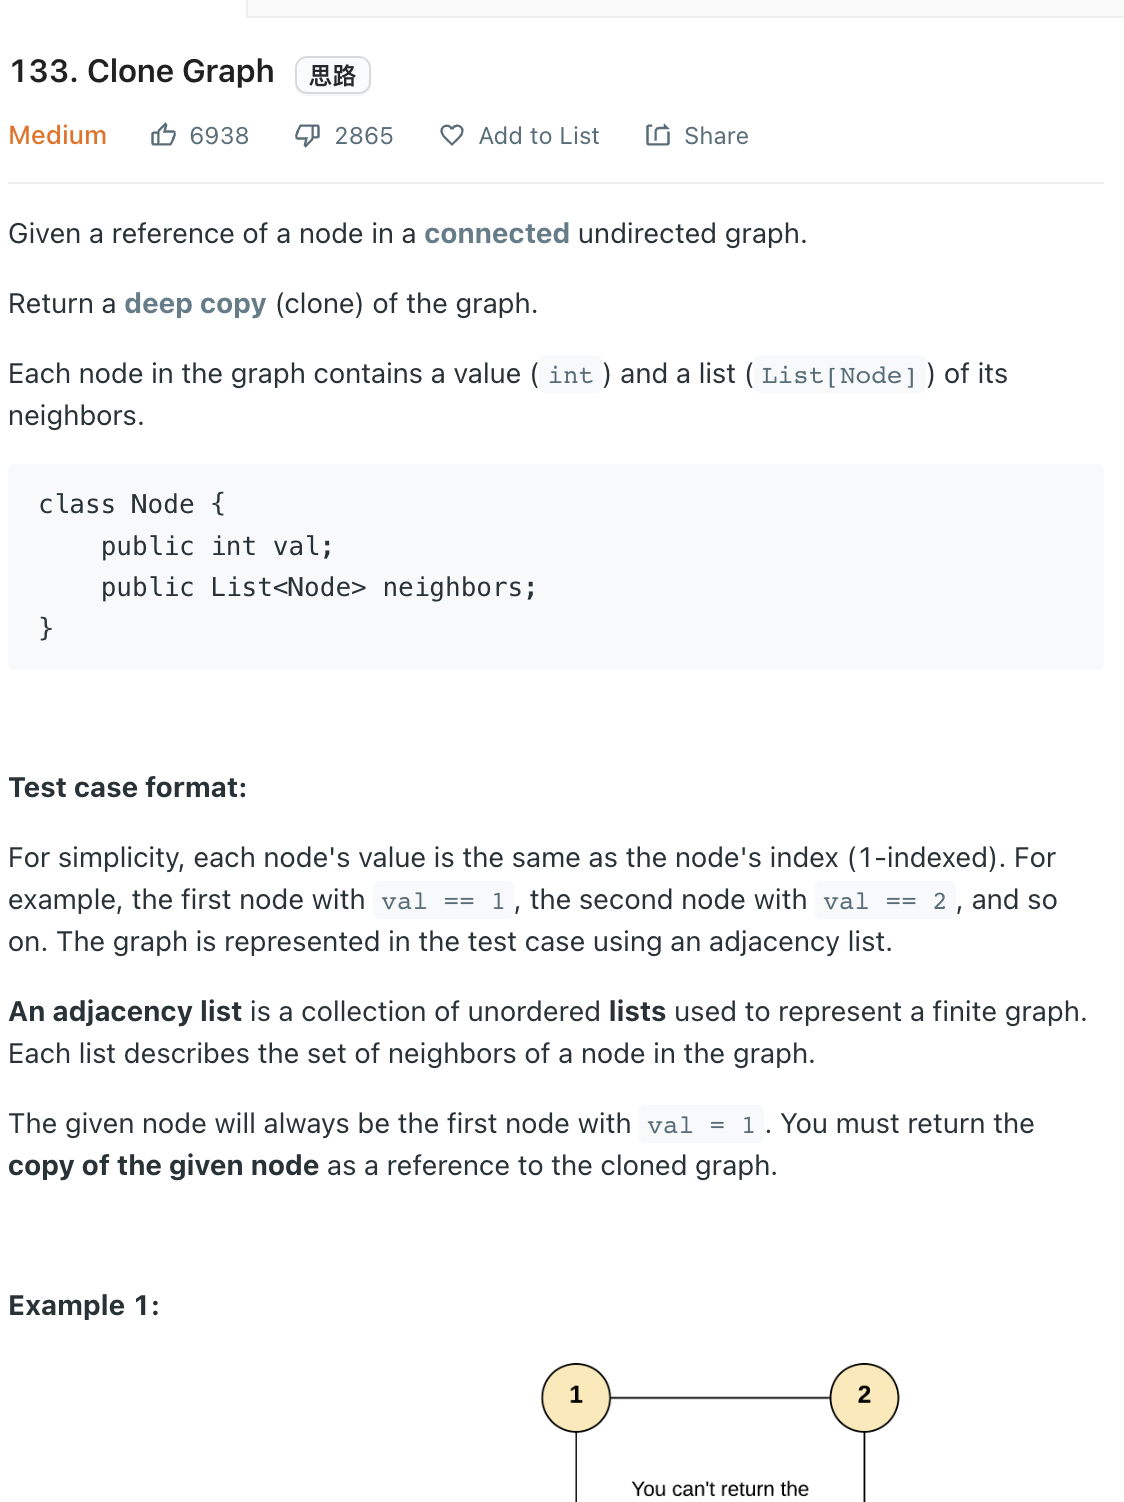 133. Clone Graph 思路
Medium 6938 2865 Add to List Share
Given a reference of a node in a connected undirected graph.
Return a deep copy (clone) of the graph.
Each node in the graph contains a value ( int ) and a list ( List[Node] ) of its
neighbors.
class Node {
    public int val;
    public List<Node> neighbors;
}
Test case format:
For simplicity, each node's value is the same as the node's index (1-indexed). For
example, the first node with val == 1 , the second node with val == 2 , and so
on. The graph is represented in the test case using an adjacency list.
An adjacency list is a collection of unordered lists used to represent a finite graph.
Each list describes the set of neighbors of a node in the graph.
The given node will always be the first node with val = 1 . You must return the
copy of the given node as a reference to the cloned graph.
Example 1:
1 2
You can't return the